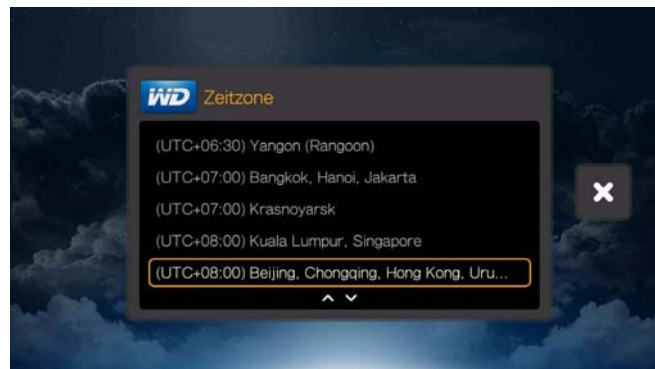 WD Zeitzone
(UTC+06:30) Yangon (Rangoon)
(UTC+07:00) Bangkok, Hanoi, Jakarta
(UTC+07:00) Krasnoyarsk
(UTC+08:00) Kuala Lumpur, Singapore
(UTC+08:00) Beijing, Chongqing, Hong Kong, Uru...